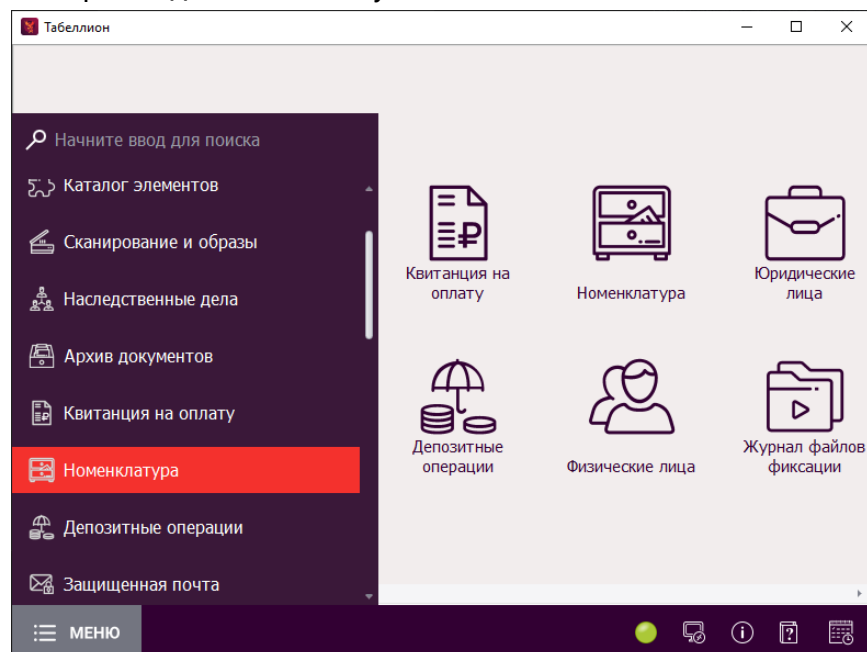 Табеллион
Начните ввод для поиска
Каталог элементов
Сканирование и образы
Наследственные дела
Архив документов
Квитанция на оплату
Номенклатура
Депозитные операции
Защищенная почта
Квитанция на
оплату
Номенклатура
Юридические
лица
Депозитные
операции
Физические лица
Журнал файлов
фиксации
МЕНЮ